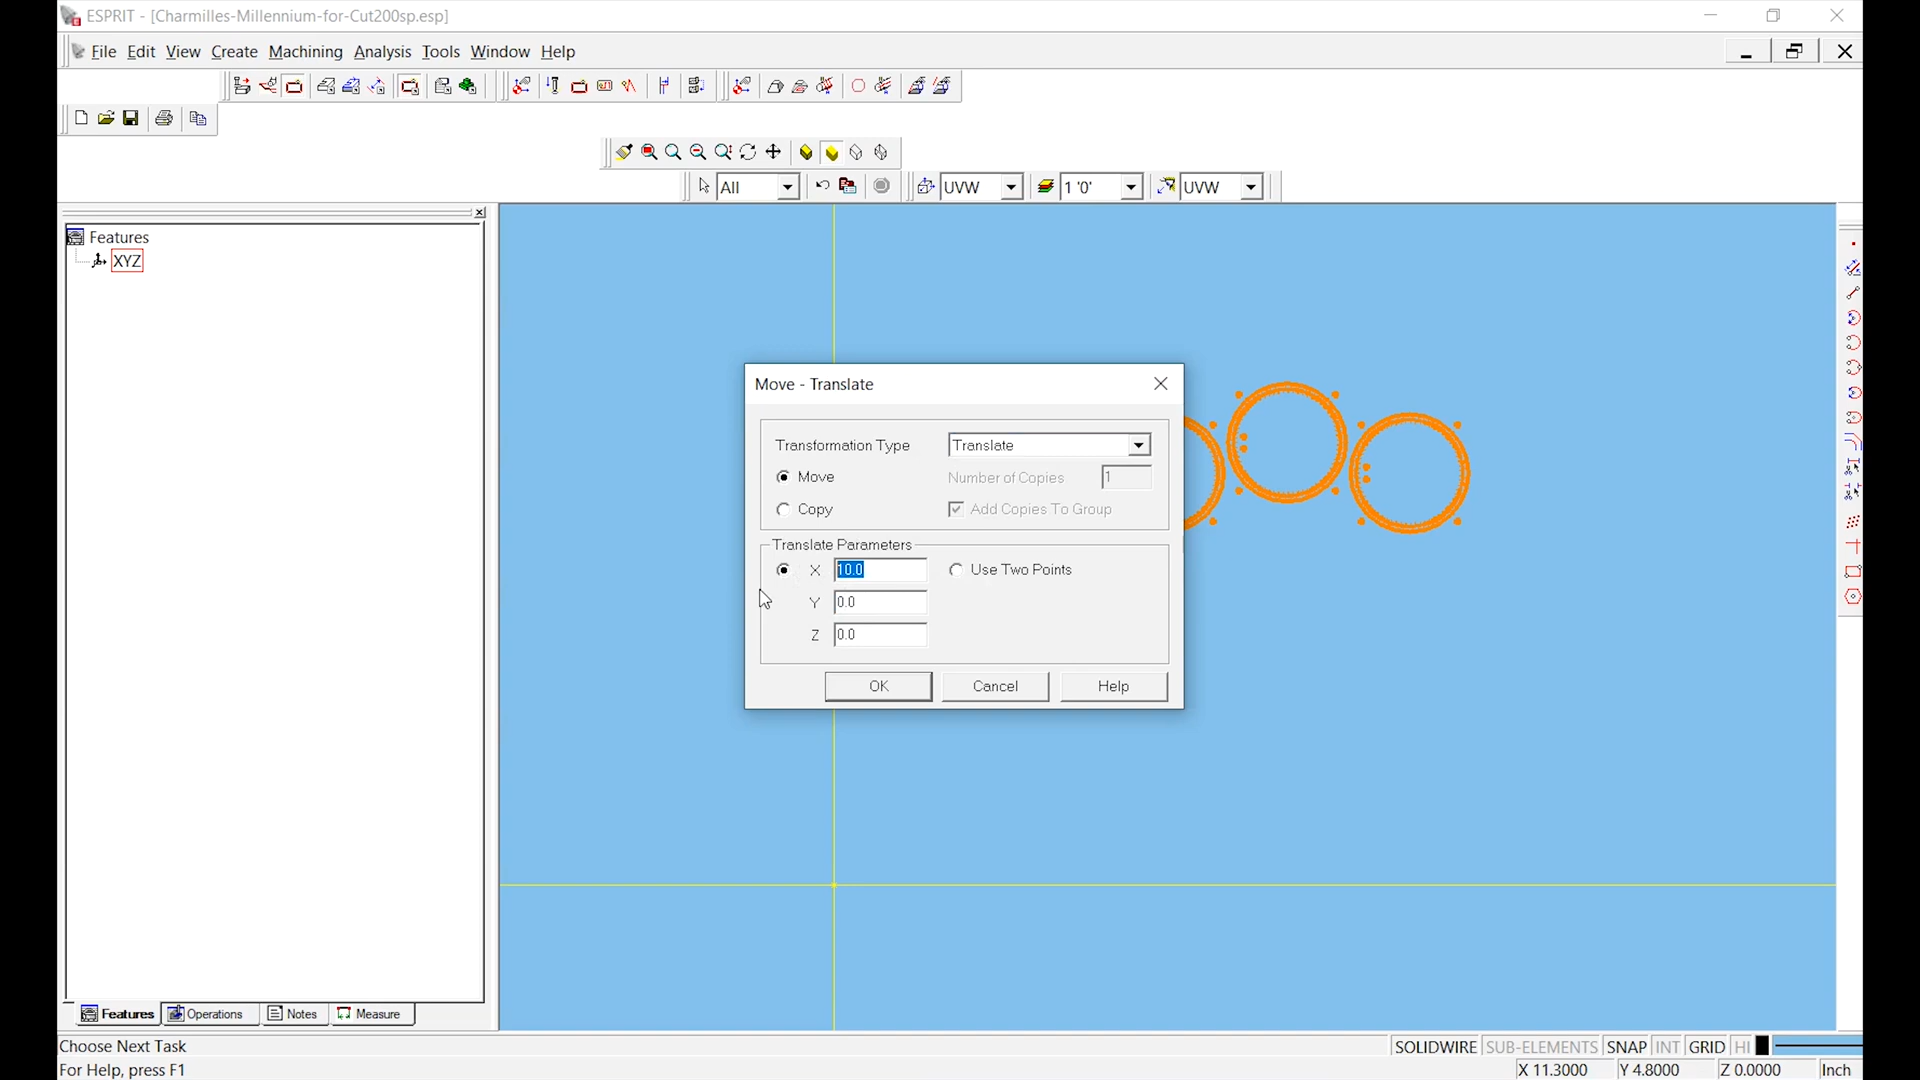 ESPRIT - [Charmilles-Millennium-for-Cut200sp.esp]
File Edit View Create Machining Analysis Tools Window Help
All UVW 1 '0' UVW
Features
XYZ
Move - Translate
Transformation Type Translate
Move Number of Copies 1
Copy Add Copies To Group
Translate Parameters
X 10.0 Use Two Points
Y 0.0
Z 0.0
OK Cancel Help
Features Operations Notes Measure
Choose Next Task SOLIDWIRE SUB-ELEMENTS SNAP INT GRID HI
For Help, press F1 X 11.3000 Y 4.8000 Z 0.0000 Inch